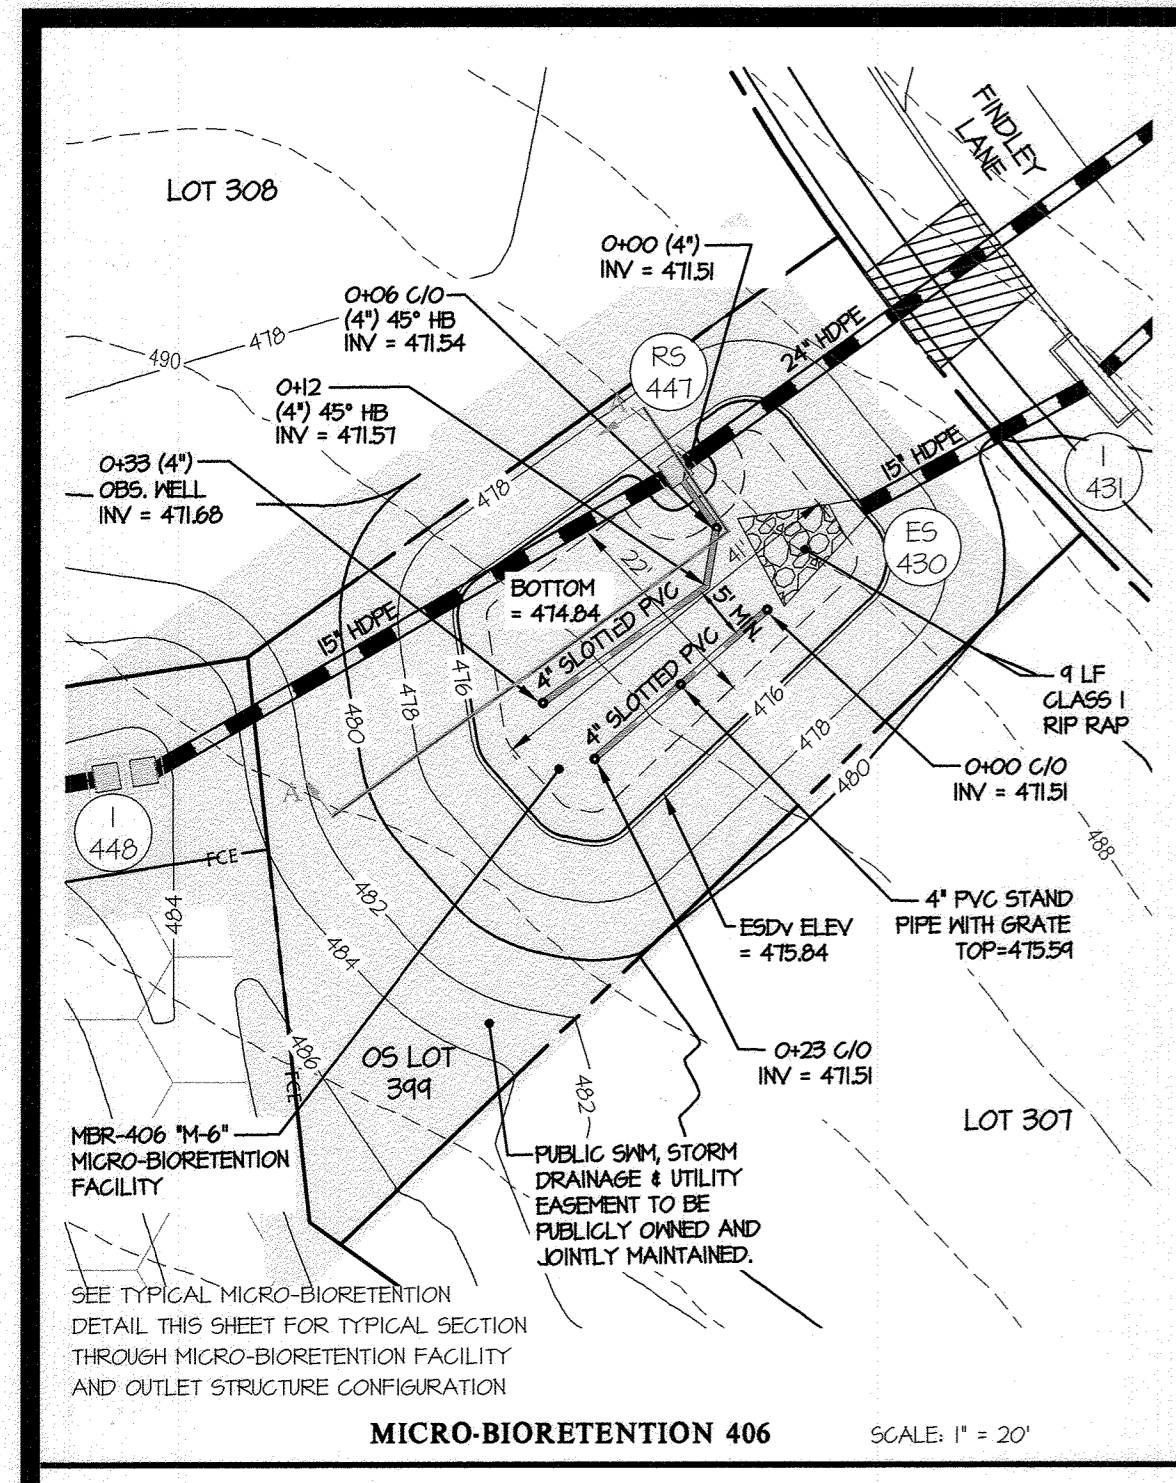 FINDLEY
LANE
LOT 308
0+00 (4")
INV = 471.51
0+06 C/O
(4") 45° HB
INV = 471.54
478
490
RS
447
24" HDPE
0+12
(4") 45° HB
INV = 471.57
15" HDPE
I
431
0+33 (4")
OBS. WELL
INV = 471.68
478
ES
430
22'
41'
BOTTOM
= 474.84
5' MIN.
15" HDPE
4" SLOTTED PVC
4" SLOTTED PVC
476
478
480
476
478
480
9 LF
CLASS I
RIP RAP
0+00 C/O
INV = 471.51
A
A
I
448
FCE
488
482
484
484
4" PVC STAND
PIPE WITH GRATE
TOP=475.59
ESDv ELEV
= 475.84
0+23 C/O
INV = 471.51
486
FCE
OS LOT
399
482
LOT 307
MBR-406 "M-6"
MICRO-BIORETENTION
FACILITY
PUBLIC SWM, STORM
DRAINAGE & UTILITY
EASEMENT TO BE
PUBLICLY OWNED AND
JOINTLY MAINTAINED.
SEE TYPICAL MICRO-BIORETENTION
DETAIL THIS SHEET FOR TYPICAL SECTION
THROUGH MICRO-BIORETENTION FACILITY
AND OUTLET STRUCTURE CONFIGURATION
MICRO-BIORETENTION 406
SCALE: 1" = 20'